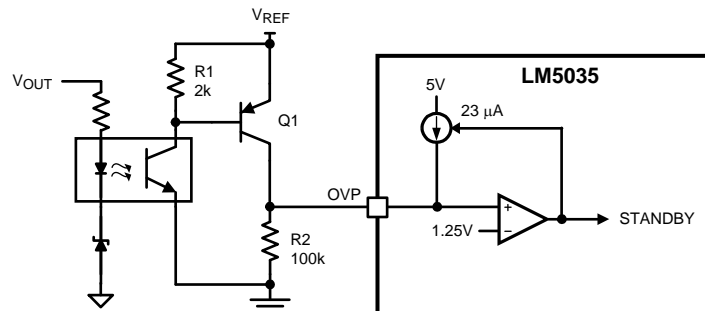 VREF
LM5035
VOUT
R1
2k
5V
23 μA
Q1
OVP
+
STANDBY
1.25V
−
R2
100k